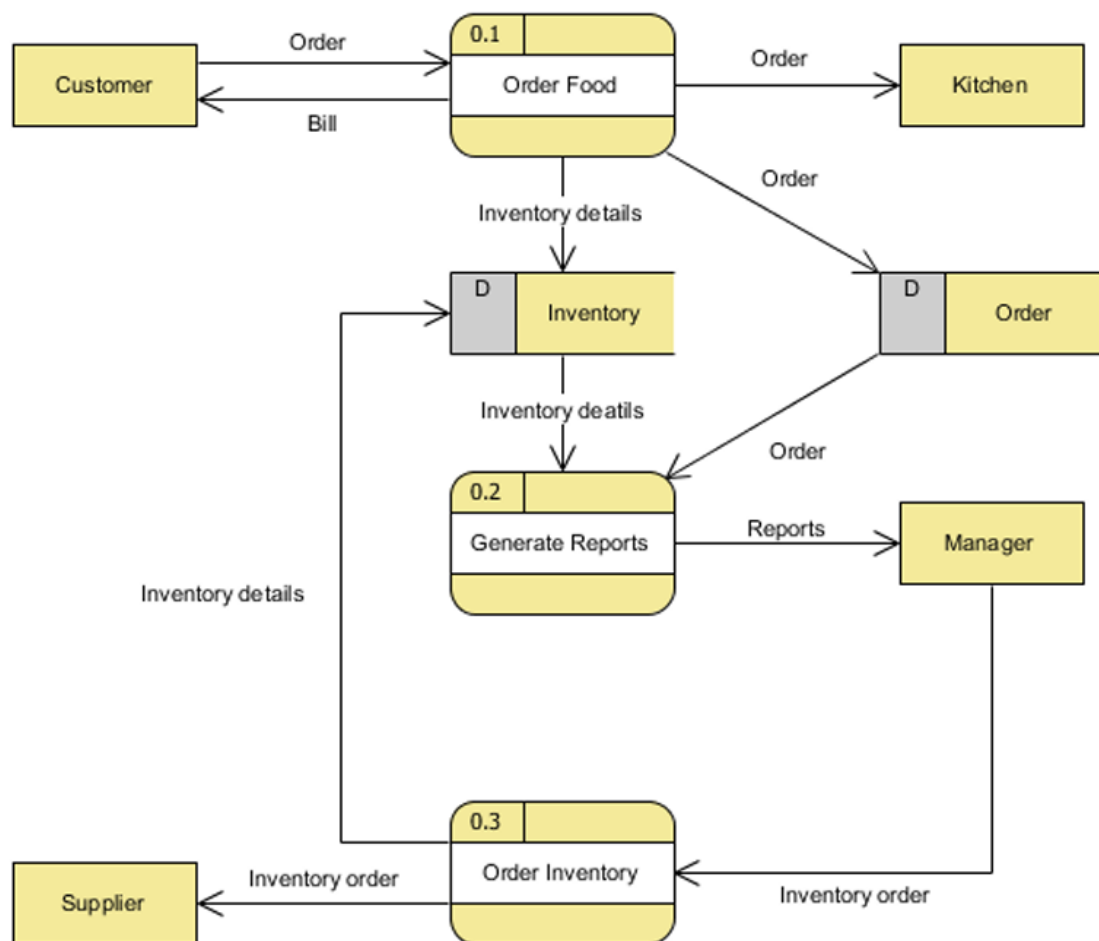 0.1
Order
Order
Customer
Order Food
Kitchen
Bill
Order
Inventory details
D
D
Inventory
Order
Inventory deatils
Order
0.2
Reports
Generate Reports
Manager
Inventory details
0.3
Order Inventory
Inventory order
Inventory order
Supplier